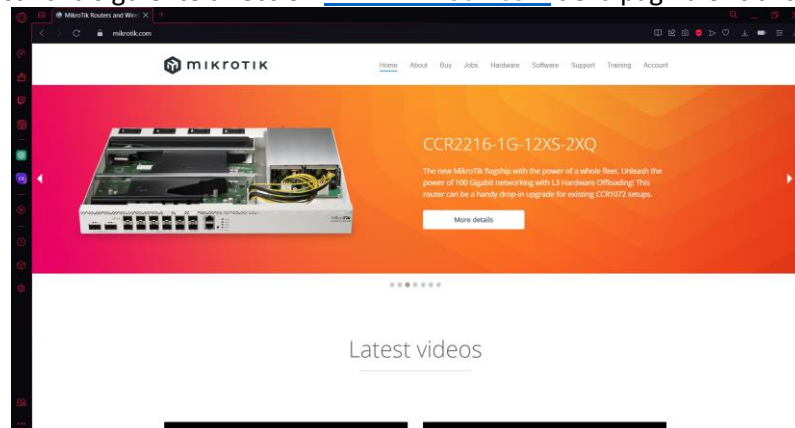 MikroTik Routers and Wirel
mikrotik.com
mikrotik
Home About Buy Jobs Hardware Software Support Training Account
CCR2216-1G-12XS-2XQ
The new MikroTik flagship with the power of a whole fleet. Unleash the
power of 100 Gigabit networking with L3 Hardware Offloading! This
router can be a handy drop-in upgrade for existing CCR1072 setups.
More details
Latest videos